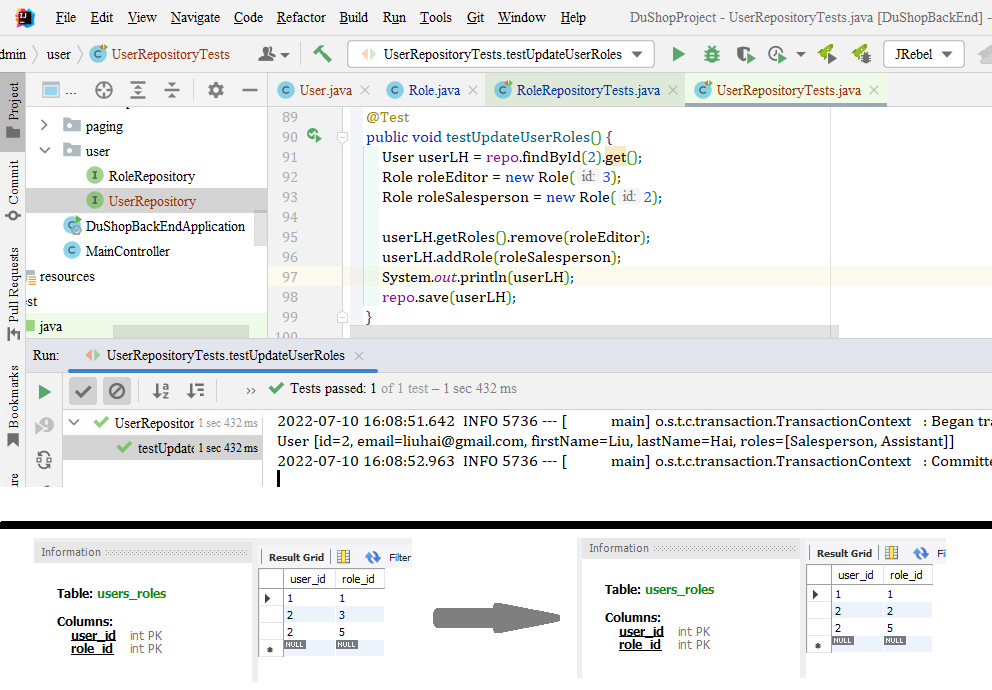 File Edit View Navigate Code Refactor Build Run Tools Git Window Help DuShopProject - UserRepositoryTests.java [DuShopBackEnd] -
dmin user UserRepositoryTests UserRepositoryTests.testUpdateUserRoles JRebel
Project ... User.java Role.java RoleRepositoryTests.java UserRepositoryTests.java
Commit
Pull Requests
Bookmarks
paging
user
RoleRepository
UserRepository
DuShopBackEndApplication
MainController
resources
est
java
89 @Test
90 public void testUpdateUserRoles() {
91 User userLH = repo.findById(2).get();
92 Role roleEditor = new Role( id: 3);
93 Role roleSalesperson = new Role( id: 2);
94
95 userLH.getRoles().remove(roleEditor);
96 userLH.addRole(roleSalesperson);
97 System.out.println(userLH);
98 repo.save(userLH);
99 }
100
Run: UserRepositoryTests.testUpdateUserRoles
Tests passed: 1 of 1 test – 1 sec 432 ms
UserRepositor 1 sec 432 ms
testUpdate 1 sec 432 ms
2022-07-10 16:08:51.642 INFO 5736 --- [ main] o.s.t.c.transaction.TransactionContext : Began tra
User [id=2, email=liuhai@gmail.com, firstName=Liu, lastName=Hai, roles=[Salesperson, Assistant]]
2022-07-10 16:08:52.963 INFO 5736 --- [ main] o.s.t.c.transaction.TransactionContext : Committe
Information
Table: users_roles
Columns:
user_id int PK
role_id int PK
Result Grid Filter
user_id role_id
1 1
2 3
2 5
NULL NULL
Information
Table: users_roles
Columns:
user_id int PK
role_id int PK
Result Grid Fi
user_id role_id
1 1
2 2
2 5
NULL NULL